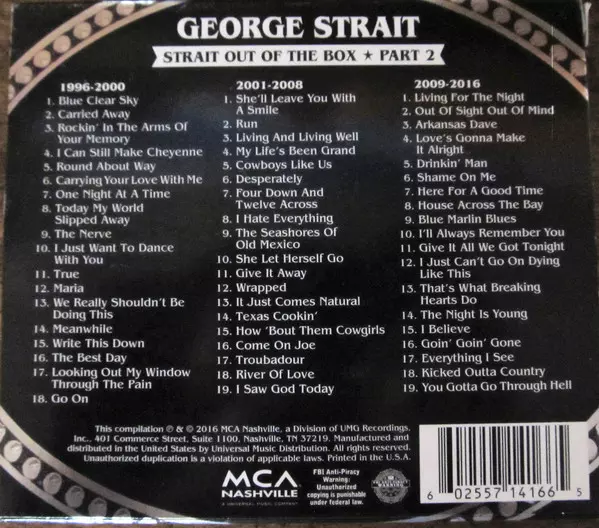 GEORGE STRAIT
STRAIT OUT OF THE BOX ★ PART 2
1996-2000
1. Blue Clear Sky
2. Carried Away
3. Rockin' In The Arms Of
Your Memory
4. I Can Still Make Cheyenne
5. Round About Way
6. Carrying Your Love With Me
7. One Night At A Time
8. Today My World
Slipped Away
9. The Nerve
10. I Just Want To Dance
With You
11. True
12. Maria
13. We Really Shouldn't Be
Doing This
14. Meanwhile
15. Write This Down
16. The Best Day
17. Looking Out My Window
Through The Pain
18. Go On
2001-2008
1. She'll Leave You With
A Smile
2. Run
3. Living And Living Well
4. My Life's Been Grand
5. Cowboys Like Us
6. Desperately
7. Four Down And
Twelve Across
8. I Hate Everything
9. The Seashores Of
Old Mexico
10. She Let Herself Go
11. Give It Away
12. Wrapped
13. It Just Comes Natural
14. Texas Cookin'
15. How 'Bout Them Cowgirls
16. Come On Joe
17. Troubadour
18. River Of Love
19. I Saw God Today
2009-2016
1. Living For The Night
2. Out Of Sight Out Of Mind
3. Arkansas Dave
4. Love's Gonna Make
It Alright
5. Drinkin' Man
6. Shame On Me
7. Here For A Good Time
8. House Across The Bay
9. Blue Marlin Blues
10. I'll Always Remember You
11. Give It All We Got Tonight
12. I Just Can't Go On Dying
Like This
13. That's What Breaking
Hearts Do
14. The Night Is Young
15. I Believe
16. Goin' Goin' Gone
17. Everything I See
18. Kicked Outta Country
19. You Gotta Go Through Hell
This compilation ℗ & © 2016 MCA Nashville, a Division of UMG Recordings,
Inc., 401 Commerce Street, Suite 1100, Nashville, TN 37219. Manufactured and
distributed in the United States by Universal Music Distribution. All rights reserved.
Unauthorized duplication is a violation of applicable laws. Printed in the U.S.A.
MCA
NASHVILLE
A UNIVERSAL MUSIC COMPANY
FBI Anti-Piracy
Warning:
Unauthorized
copying is punishable
under federal law.
6 02557 14166 5